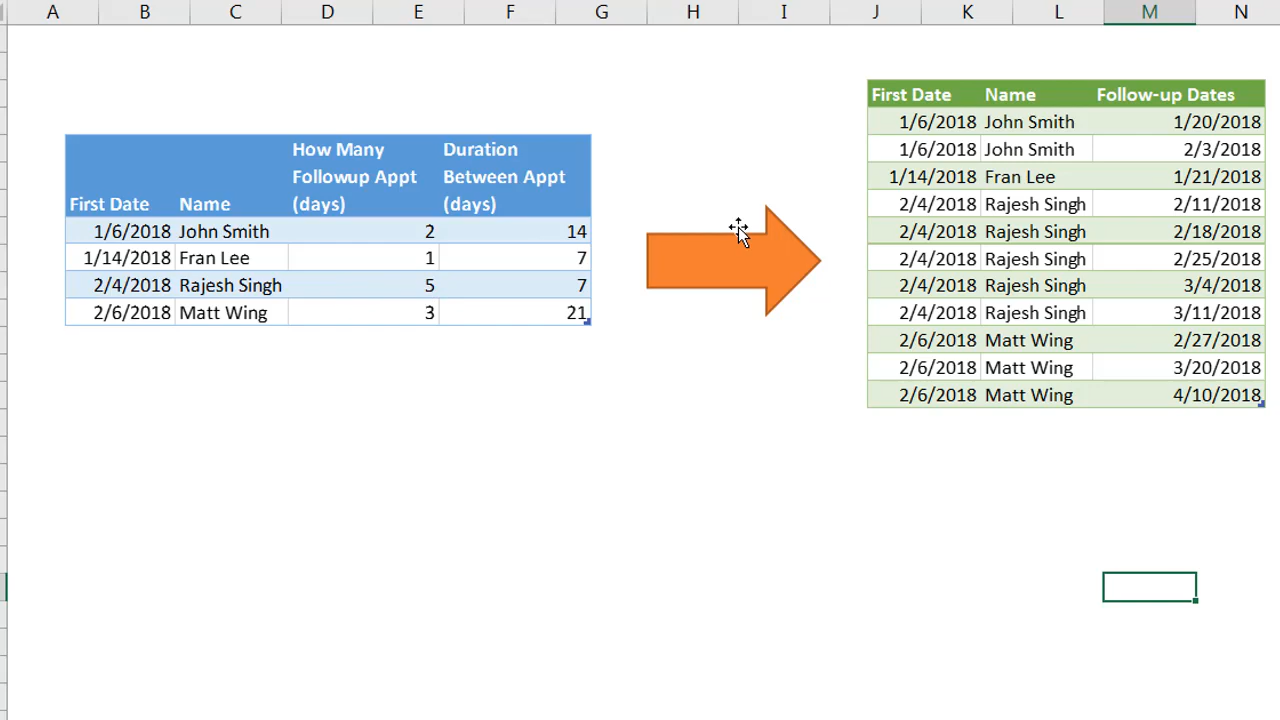 A B C D E F G H I J K L M N
How Many Duration
Followup Appt Between Appt
First Date Name (days) (days)
1/6/2018 John Smith 2 14
1/14/2018 Fran Lee 1 7
2/4/2018 Rajesh Singh 5 7
2/6/2018 Matt Wing 3 21
First Date Name Follow-up Dates
1/6/2018 John Smith 1/20/2018
1/6/2018 John Smith 2/3/2018
1/14/2018 Fran Lee 1/21/2018
2/4/2018 Rajesh Singh 2/11/2018
2/4/2018 Rajesh Singh 2/18/2018
2/4/2018 Rajesh Singh 2/25/2018
2/4/2018 Rajesh Singh 3/4/2018
2/4/2018 Rajesh Singh 3/11/2018
2/6/2018 Matt Wing 2/27/2018
2/6/2018 Matt Wing 3/20/2018
2/6/2018 Matt Wing 4/10/2018